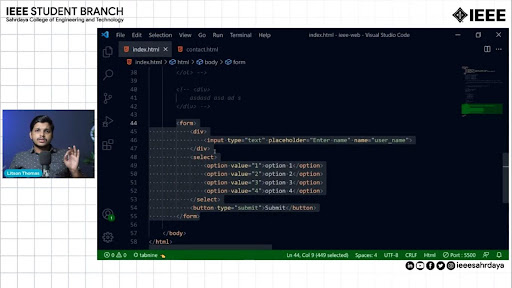 IEEE STUDENT BRANCH
Sahrdaya College of Engineering and Technology
IEEE
File Edit Selection View Go Run Terminal Help
index.html - ieee-web - Visual Studio Code
index.html
contact.html
index.html > html > body > form
38 </ol> -->
39
40 <!-- <div>
41 asdasd asd ad s
42 </div> -->
43
44 <form>
45 <div>
46 <input type="text" placeholder="Enter name" name="user_name">
47 </div>
48 <select>
49 <option value="1">option 1</option>
50 <option value="2">option 2</option>
51 <option value="3">option 3</option>
52 <option value="4">option 4</option>
53 </select>
54 <button type="submit">Submit</button>
55 </form>
56
57 </body>
58 </html>
Litson Thomas
0 0 tabnine
Ln 44, Col 9 (449 selected)
Spaces: 4
UTF-8
CRLF
Html
Port : 5500
ieeesahrdaya